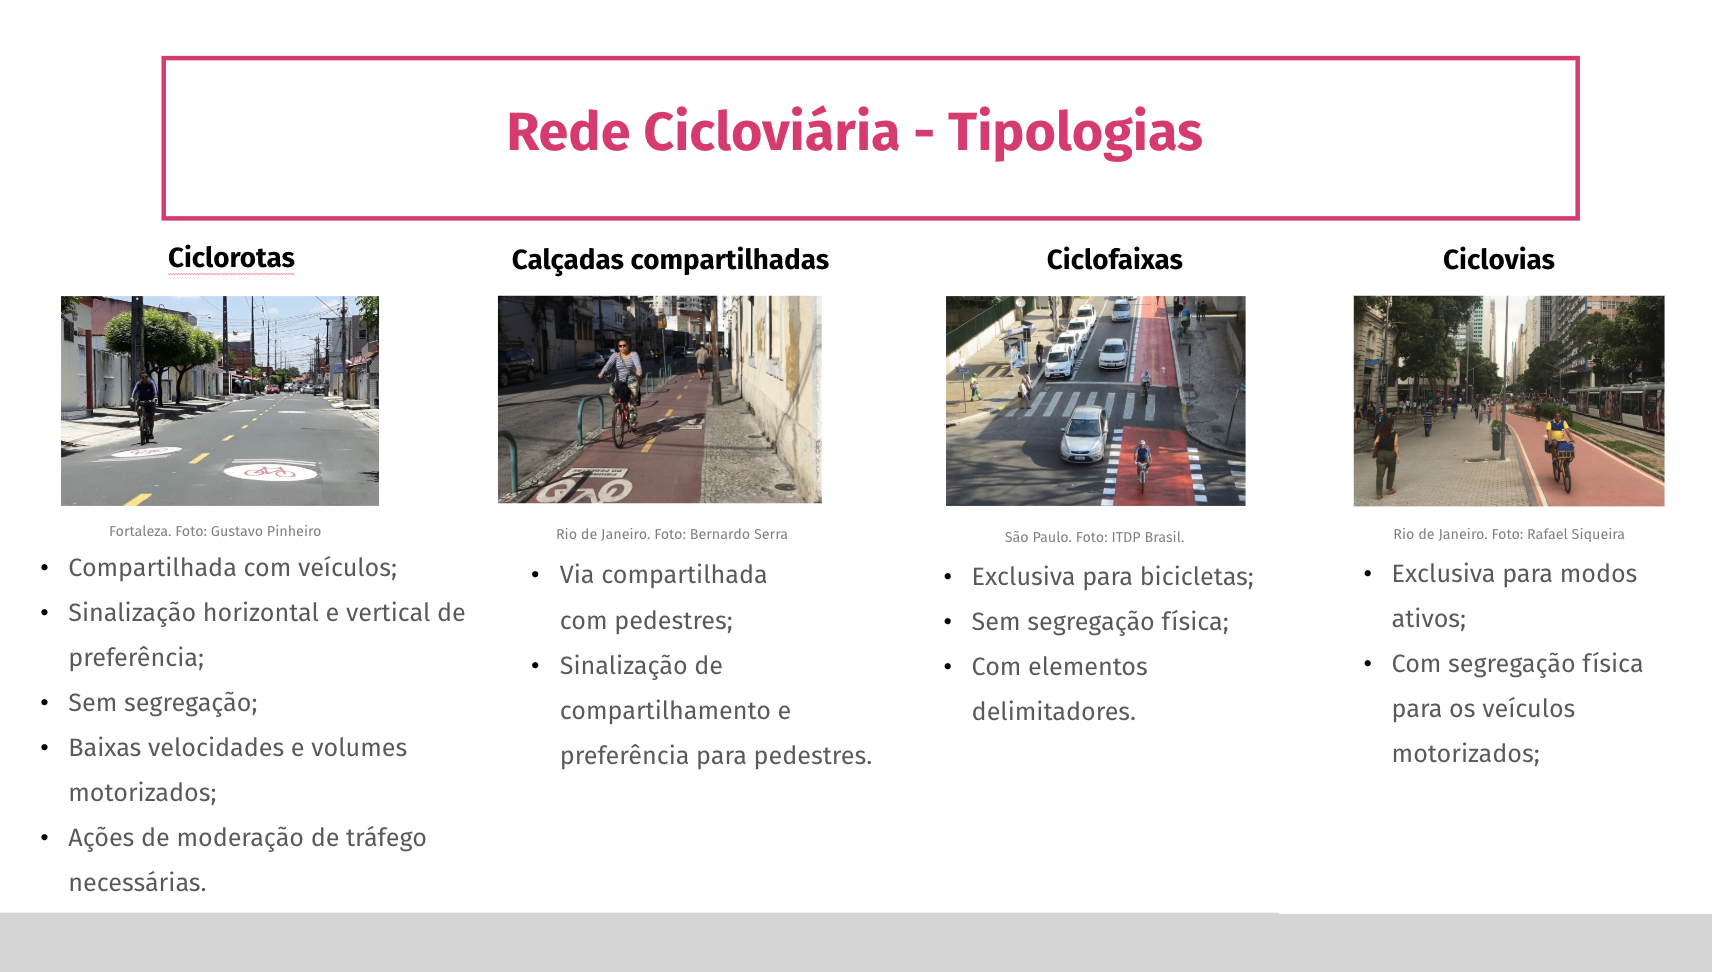 Rede Cicloviária - Tipologias
Ciclorotas
Fortaleza. Foto: Gustavo Pinheiro
• Compartilhada com veículos;
• Sinalização horizontal e vertical de
preferência;
• Sem segregação;
• Baixas velocidades e volumes
motorizados;
• Ações de moderação de tráfego
necessárias.
Calçadas compartilhadas
Rio de Janeiro. Foto: Bernardo Serra
• Via compartilhada
com pedestres;
• Sinalização de
compartilhamento e
preferência para pedestres.
Ciclofaixas
São Paulo. Foto: ITDP Brasil.
• Exclusiva para bicicletas;
• Sem segregação física;
• Com elementos
delimitadores.
Ciclovias
Rio de Janeiro. Foto: Rafael Siqueira
• Exclusiva para modos
ativos;
• Com segregação física
para os veículos
motorizados;